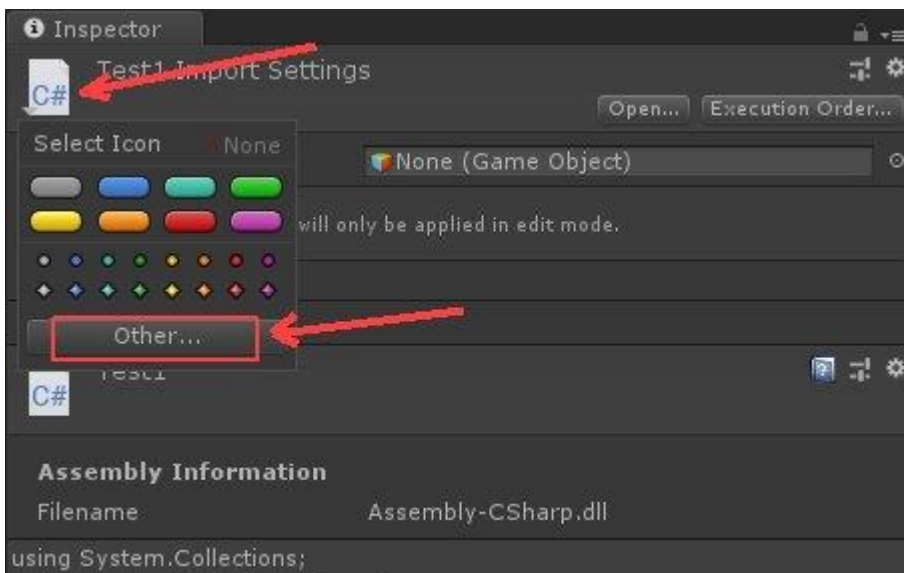 Inspector
Test1 Import Settings
C#
Open... Execution Order...
Select Icon None
None (Game Object)
will only be applied in edit mode.
Other...
Test1
C#
Assembly Information
Filename Assembly-CSharp.dll
using System.Collections;